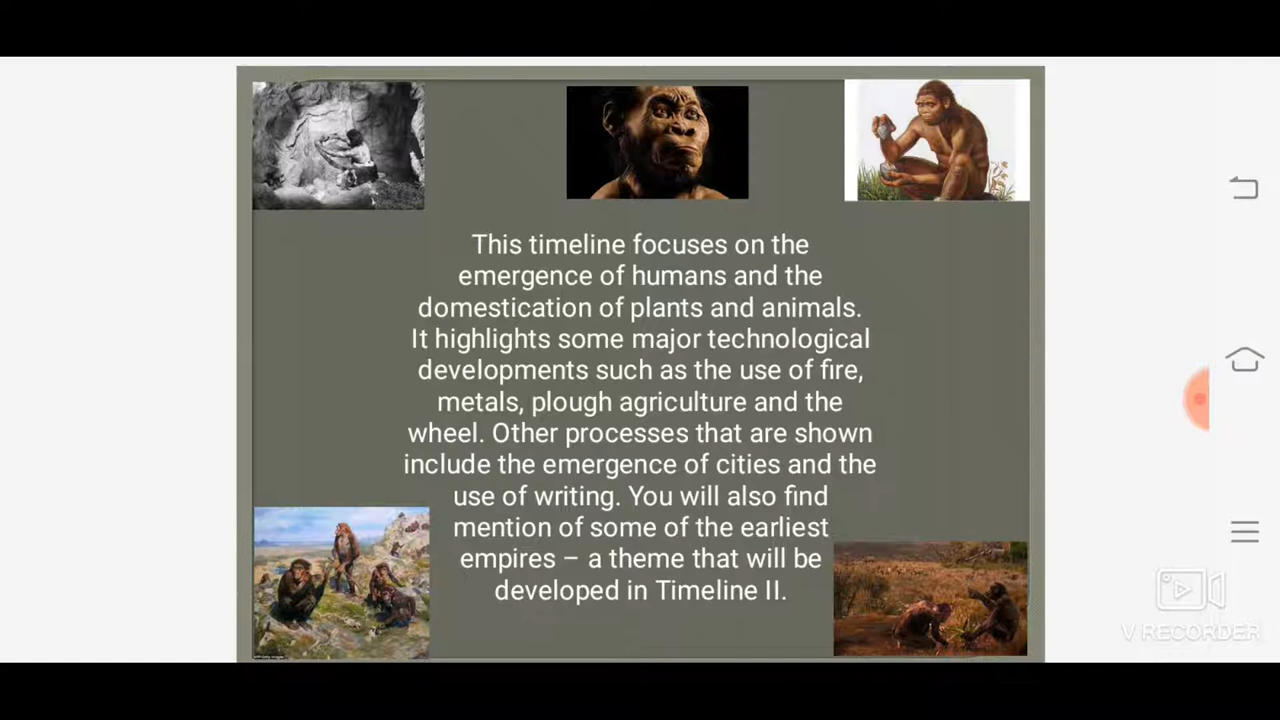 This timeline focuses on the
emergence of humans and the
domestication of plants and animals.
It highlights some major technological
developments such as the use of fire,
metals, plough agriculture and the
wheel. Other processes that are shown
include the emergence of cities and the
use of writing. You will also find
mention of some of the earliest
empires – a theme that will be
developed in Timeline II.
V RECORDER